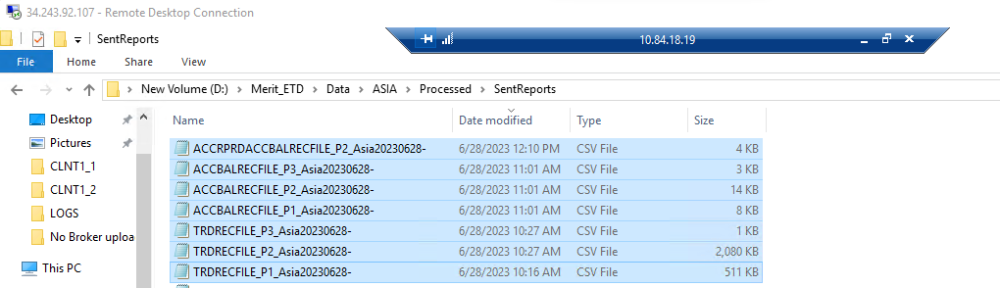 34.243.92.107 - Remote Desktop Connection
SentReports
10.84.18.19
File Home Share View
New Volume (D:) > Merit_ETD > Data > ASIA > Processed > SentReports
Desktop
Pictures
CLNT1_1
CLNT1_2
LOGS
No Broker uploa
This PC
Name Date modified Type Size
ACCRPRDACCBALRECFILE_P2_Asia20230628- 6/28/2023 12:10 PM CSV File 4 KB
ACCBALRECFILE_P3_Asia20230628- 6/28/2023 11:01 AM CSV File 3 KB
ACCBALRECFILE_P2_Asia20230628- 6/28/2023 11:01 AM CSV File 14 KB
ACCBALRECFILE_P1_Asia20230628- 6/28/2023 11:01 AM CSV File 8 KB
TRDRECFILE_P3_Asia20230628- 6/28/2023 10:27 AM CSV File 1 KB
TRDRECFILE_P2_Asia20230628- 6/28/2023 10:27 AM CSV File 2,080 KB
TRDRECFILE_P1_Asia20230628- 6/28/2023 10:16 AM CSV File 511 KB